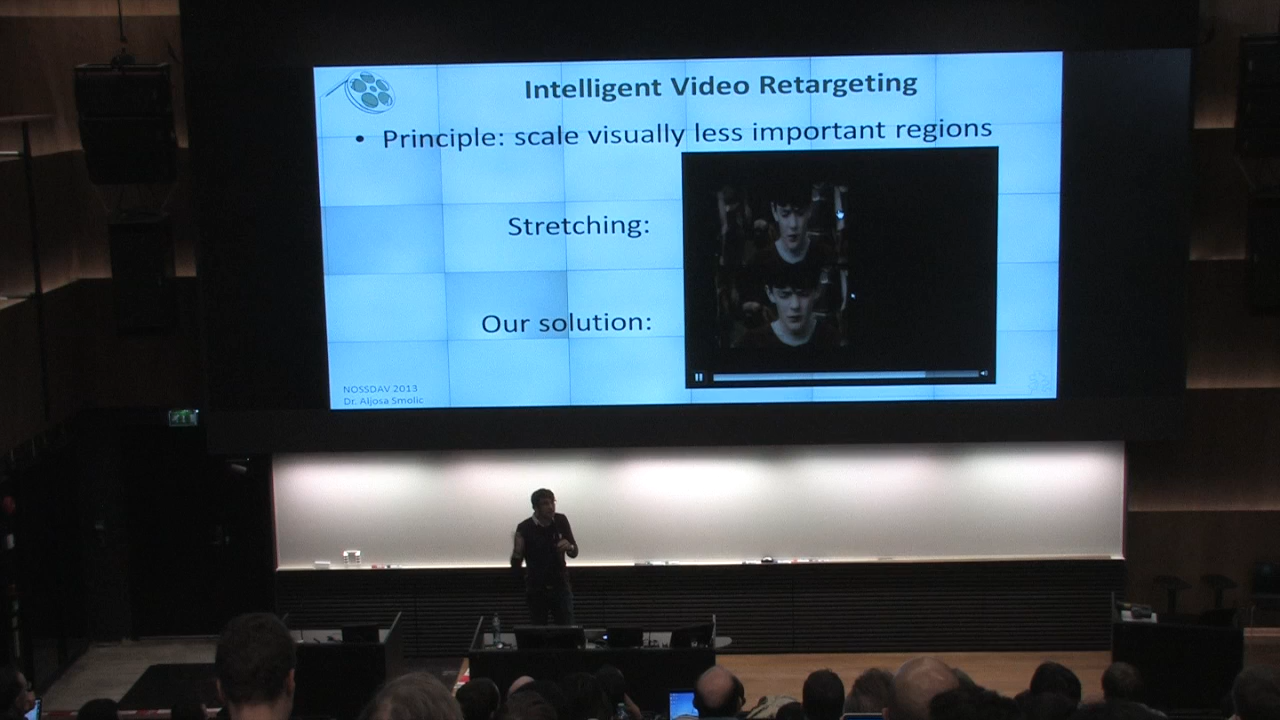 Intelligent Video Retargeting
• Principle: scale visually less important regions
Stretching:
Our solution:
NOSSDAV 2013
Dr. Aljosa Smolic